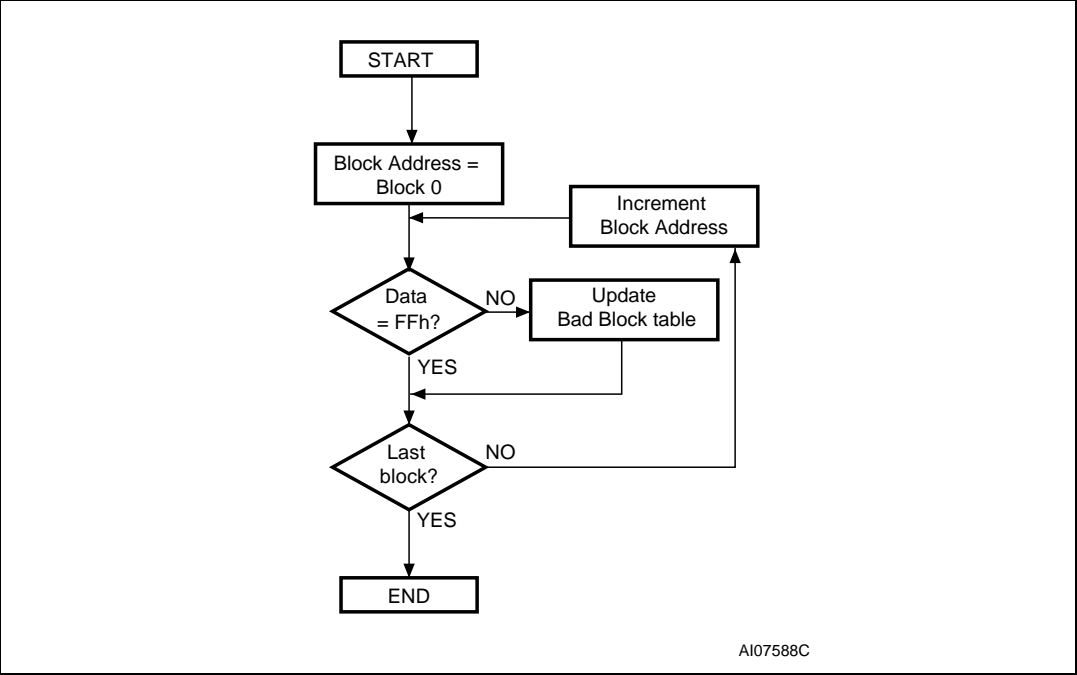 START
Block Address =
Block 0
Increment
Block Address
Data
= FFh?
NO
Update
Bad Block table
YES
Last
block?
NO
YES
END
AI07588C